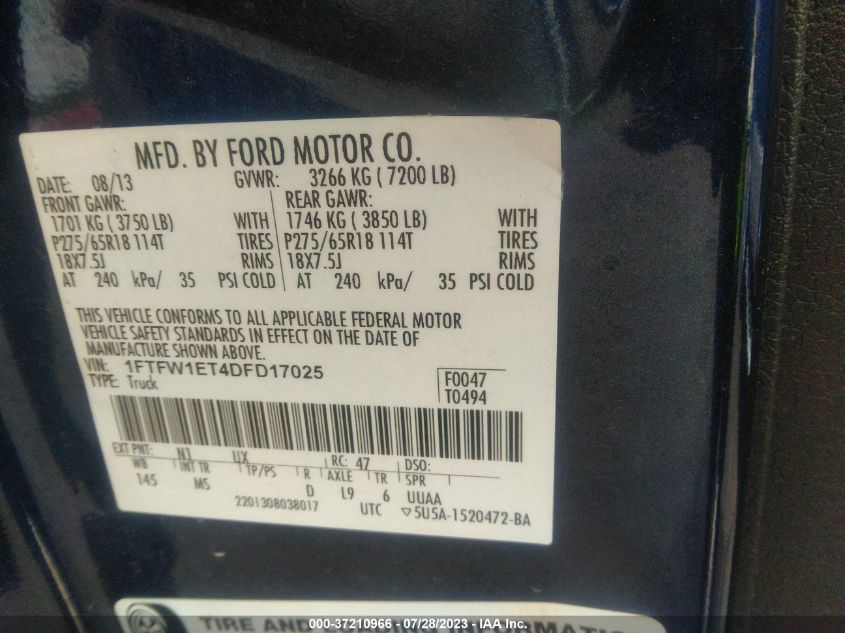 MFD. BY FORD MOTOR CO.
DATE: 08/13 GVWR: 3266 KG ( 7200 LB)
FRONT GAWR: REAR GAWR:
1701 KG ( 3750 LB) WITH 1746 KG ( 3850 LB) WITH
P275/65R18 114T TIRES P275/65R18 114T TIRES
18X7.5J RIMS 18X7.5J RIMS
AT 240 kPa/ 35 PSI COLD AT 240 kPa/ 35 PSI COLD
THIS VEHICLE CONFORMS TO ALL APPLICABLE FEDERAL MOTOR
VEHICLE SAFETY STANDARDS IN EFFECT ON THE DATE OF
MANUFACTURE SHOWN ABOVE.
VIN: 1FTFW1ET4DFD17025 F0047
TYPE: Truck T0494
EXT PNT: N1 UX RC: 47 DSO:
WB INT TR TP/PS R AXLE TR SPR
145 MS D L9 6 UUAA
2201308038017 UTC ▽5U5A-1520472-BA
TIRE AND LOADING INFORMATION
000-37210966 - 07/28/2023 - IAA Inc.